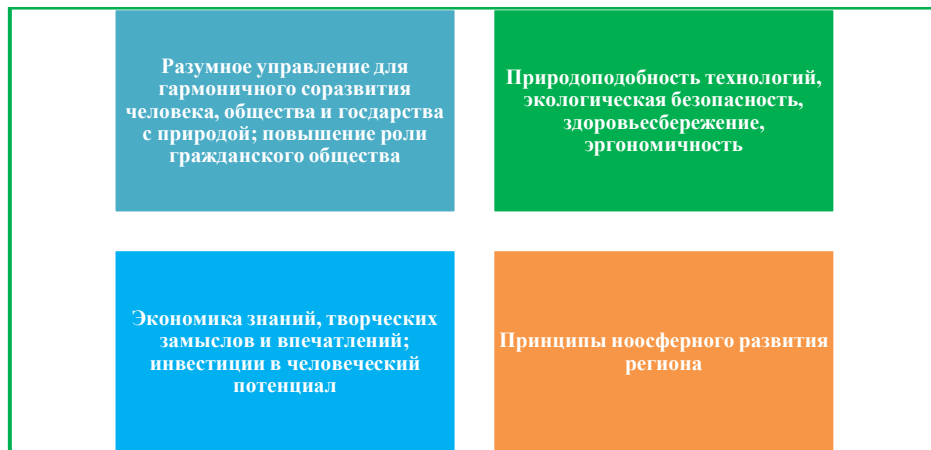 Разумное управление для
гармоничного соразвития
человека, общества и госдарства
с природой; повышение роли
гражданского общества
Природоподобность технологий,
экологическая безопасность,
здоровьесбережение,
эргономичность
Экономика знаний, творческих
замыслов и впечатлений;
инвестиции в человеческий
потенциал
Принципы ноосферного развития
региона